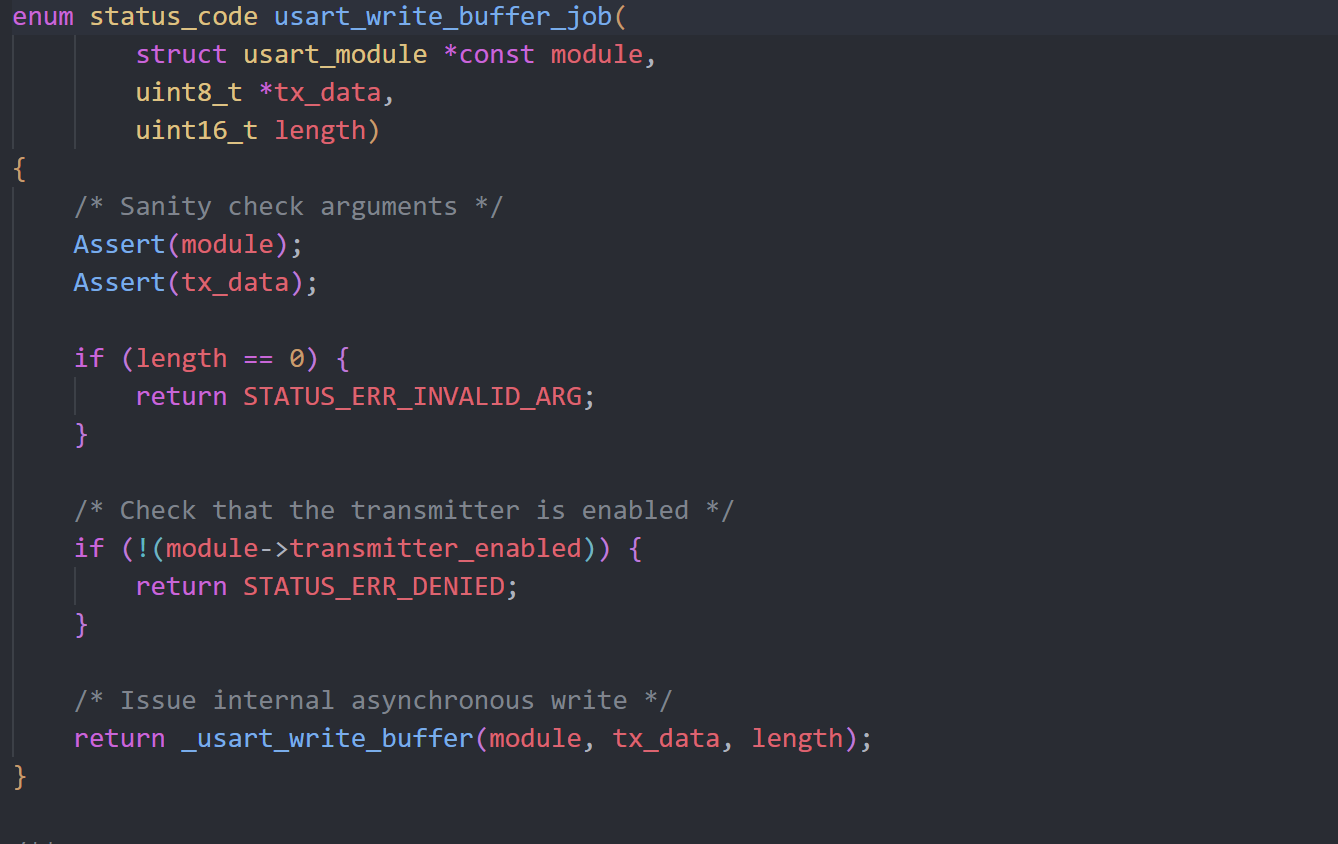 enum status_code usart_write_buffer_job(
struct usart_module *const module,
uint8_t *tx_data,
uint16_t length)
{
/* Sanity check arguments */
Assert(module);
Assert(tx_data);
if (length == 0) {
return STATUS_ERR_INVALID_ARG;
}
/* Check that the transmitter is enabled */
if (!(module->transmitter_enabled)) {
return STATUS_ERR_DENIED;
}
/* Issue internal asynchronous write */
return _usart_write_buffer(module, tx_data, length);
}